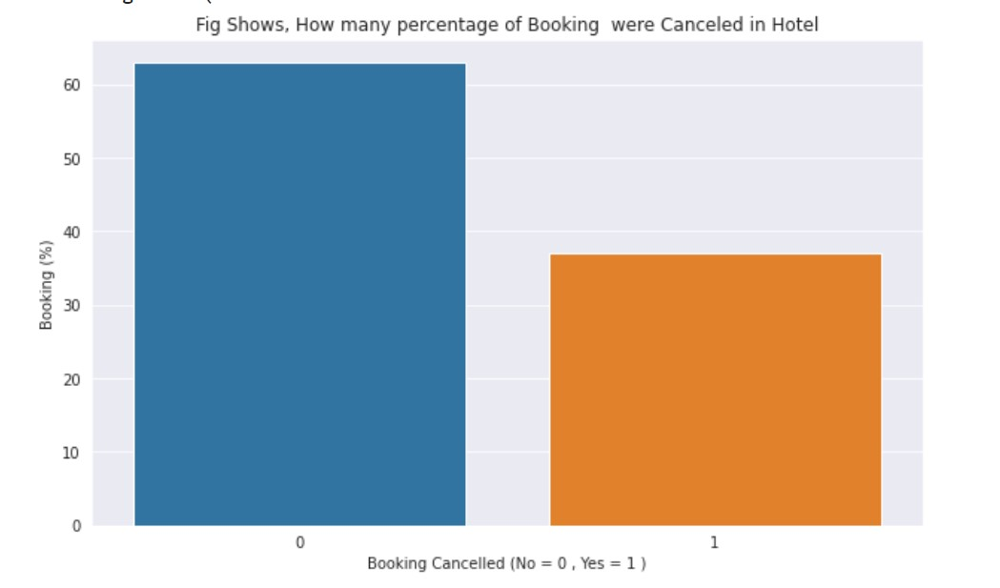 Fig Shows, How many percentage of Booking  were Canceled in Hotel
60
50
40
30
20
10
0
Booking (%)
0 1
Booking Cancelled (No = 0 , Yes = 1 )